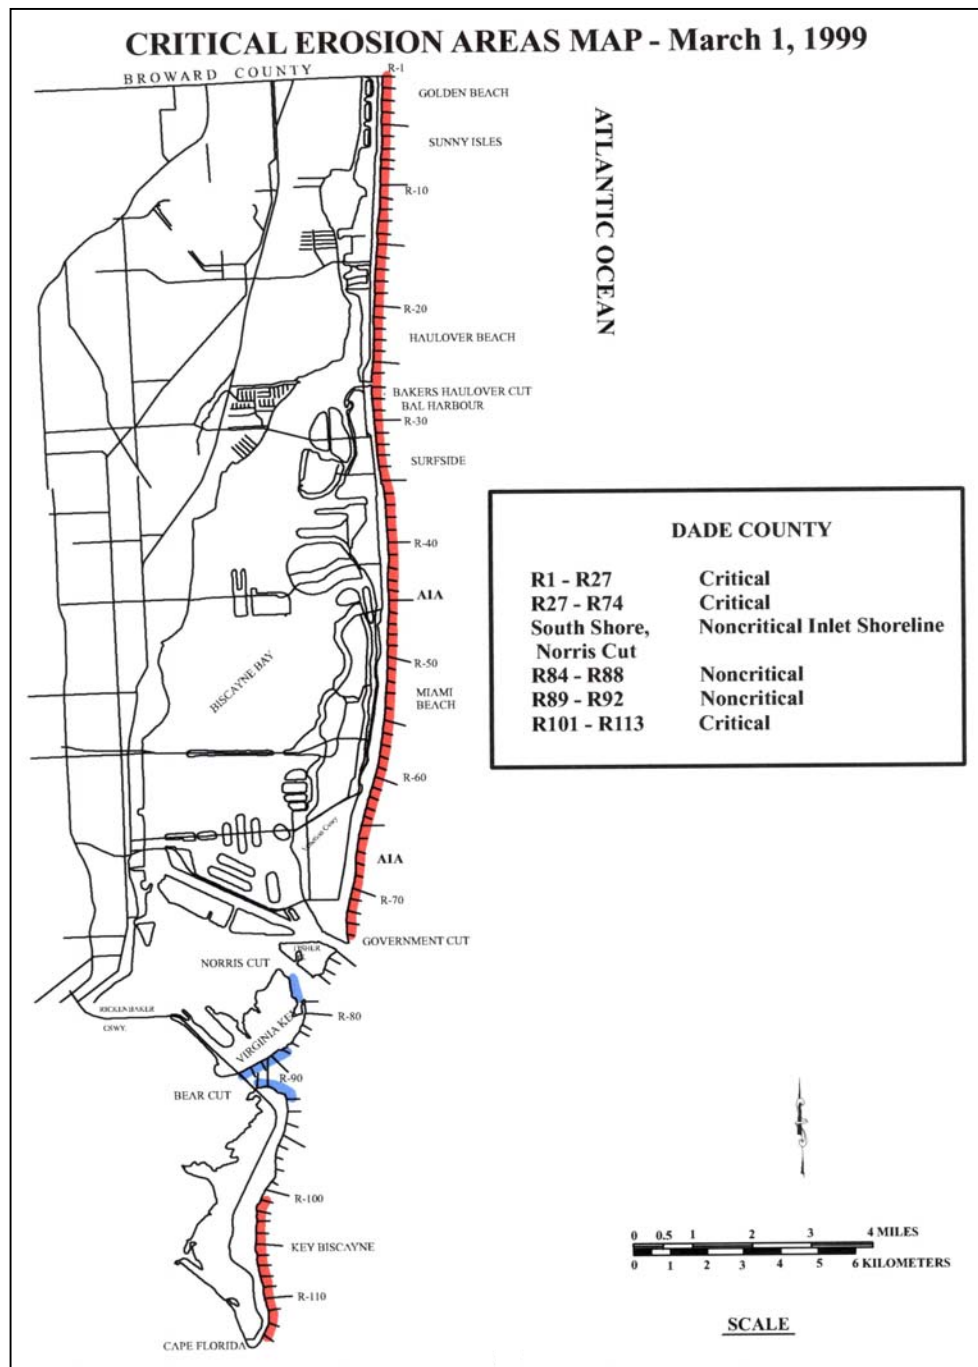 CRITICAL EROSION AREAS MAP - March 1, 1999
BROWARD COUNTY
R-1
GOLDEN BEACH
ATLANTIC OCEAN
SUNNY ISLES
R-10
R-20
HAULOVER BEACH
BAKERS HAULOVER CUT
BAL HARBOUR
R-30
SURFSIDE
DADE COUNTY
R1 - R27 Critical
R27 - R74 Critical
South Shore, Noncritical Inlet Shoreline
Norris Cut
R84 - R88 Noncritical
R89 - R92 Noncritical
R101 - R113 Critical
R-40
A1A
R-50
BISCAYNE BAY
MIAMI
BEACH
R-60
A1A
R-70
GOVERNMENT CUT
NORRIS CUT
RICKENBAKER
CSWY.
VIRGINIA KEY
R-80
R-90
BEAR CUT
R-100
KEY BISCAYNE
R-110
CAPE FLORIDA
0 0.5 1 2 3 4 MILES
0 1 2 3 4 5 6 KILOMETERS
SCALE